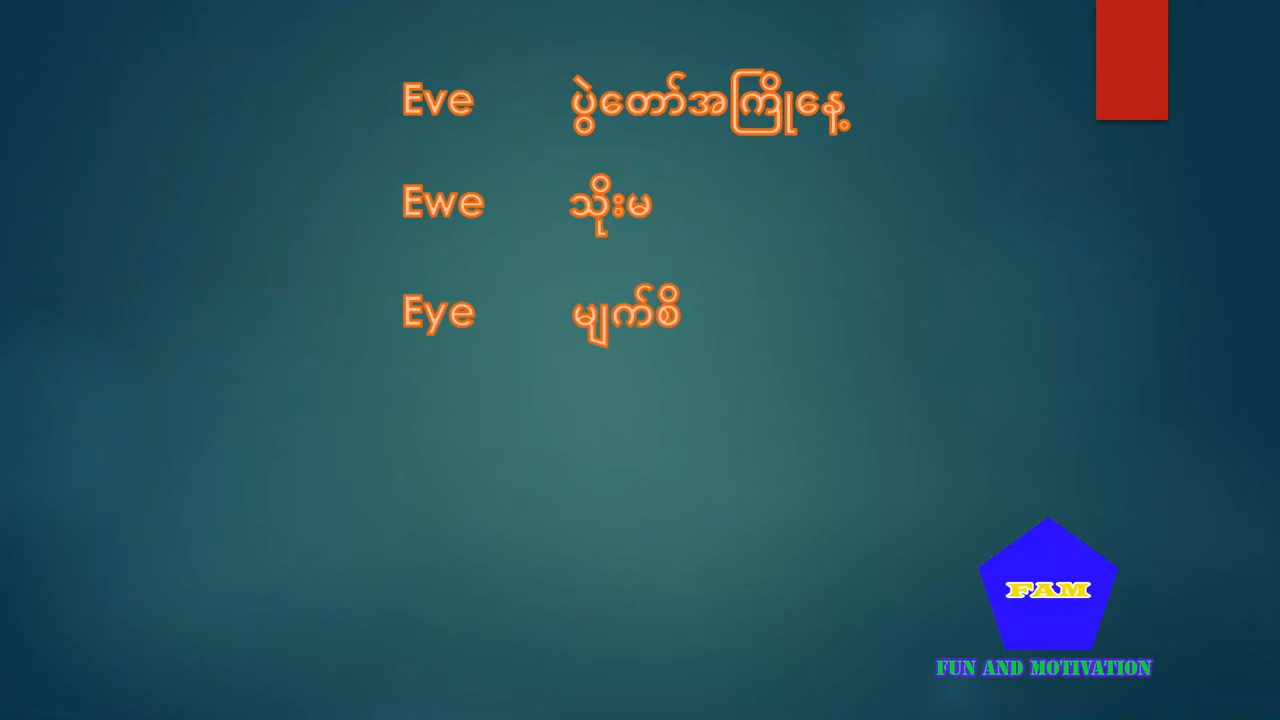 Eve ပွဲတော်အကြိုနေ့
Ewe သိုးမ
Eye မျက်စိ
FAM
FUN AND MOTIVATION